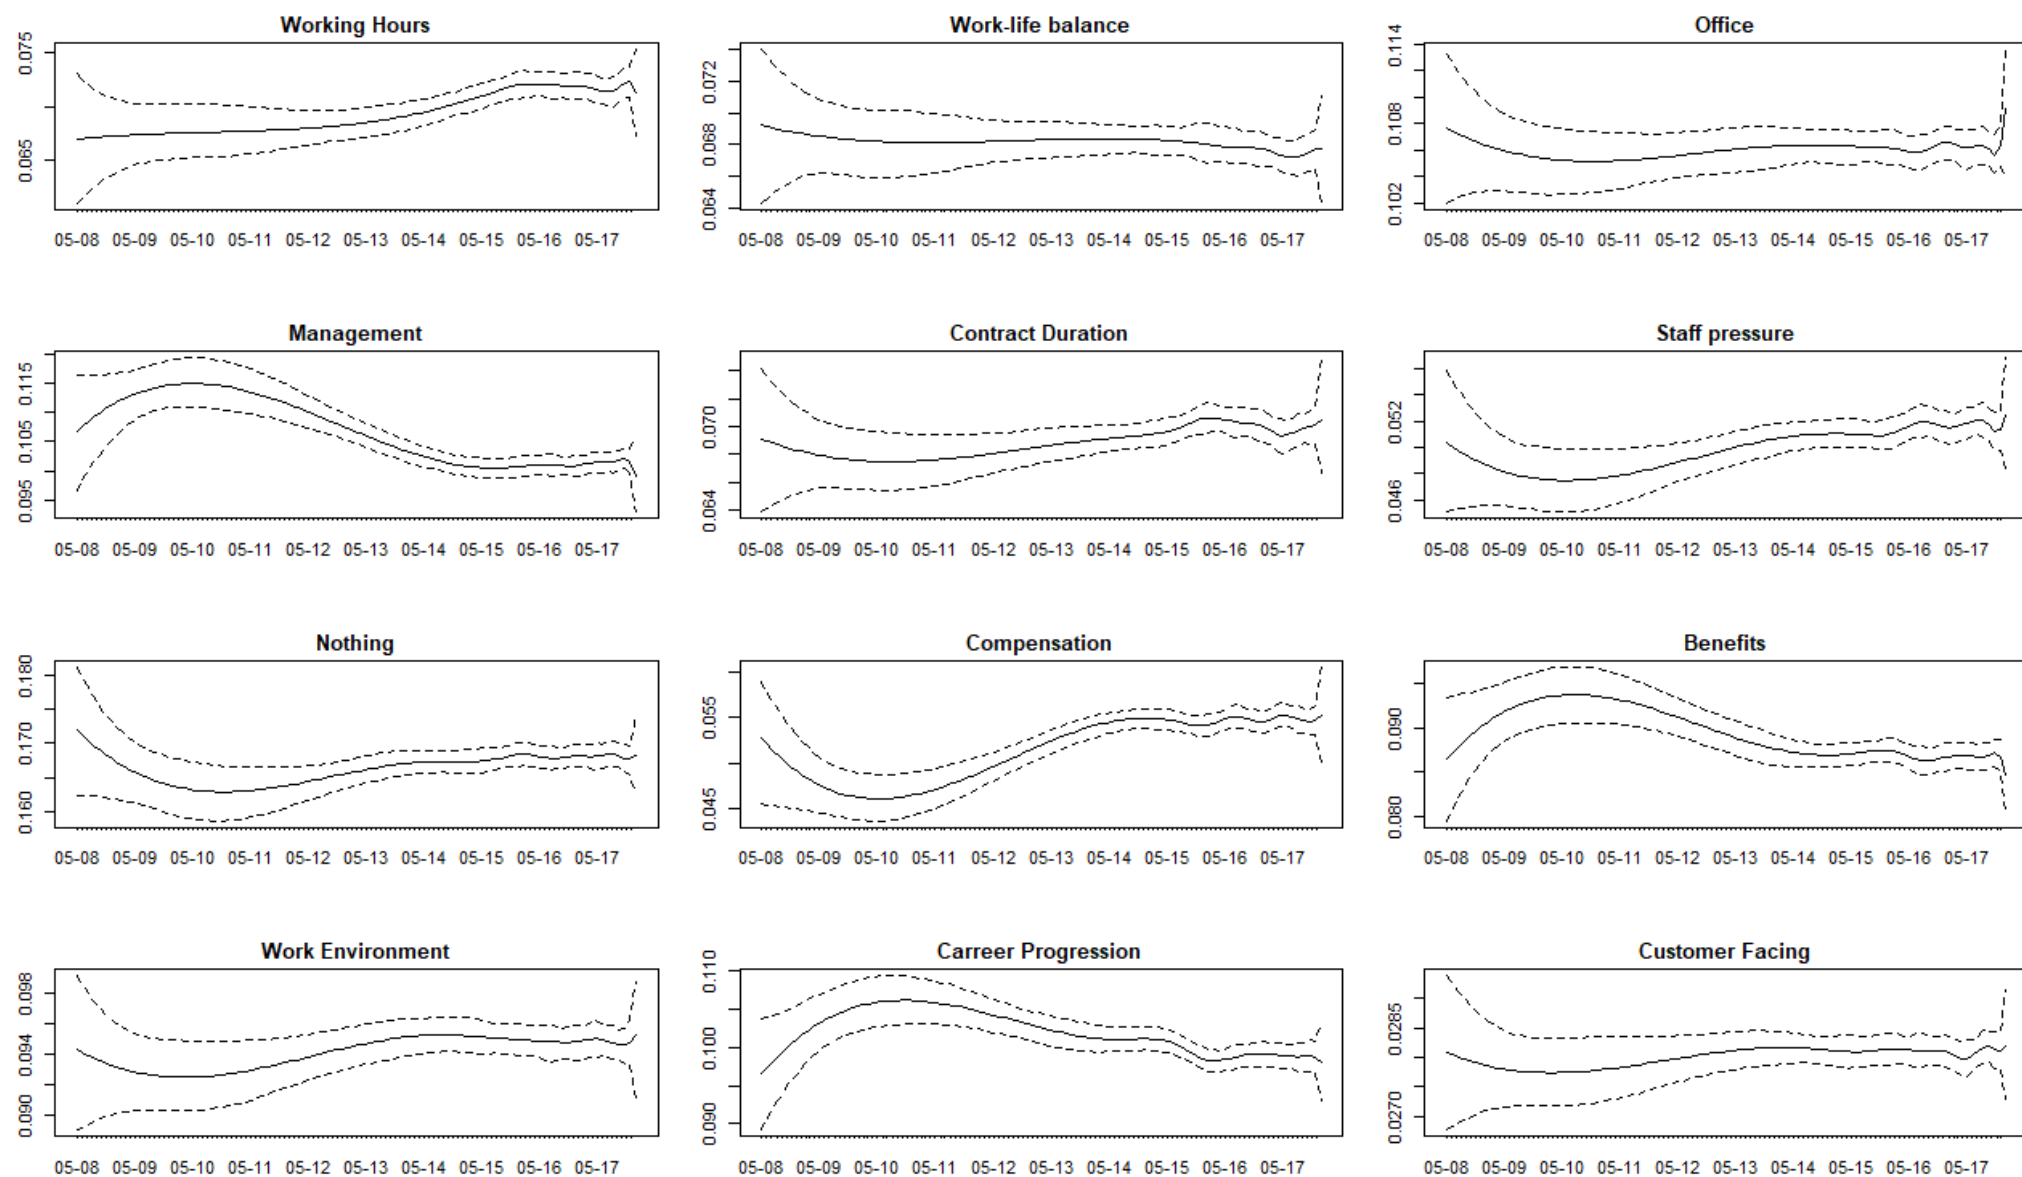 Working Hours
0.075
0.065
05-08 05-09 05-10 05-11 05-12 05-13 05-14 05-15 05-16 05-17
Work-life balance
0.072
0.068
0.064
05-08 05-09 05-10 05-11 05-12 05-13 05-14 05-15 05-16 05-17
Office
0.114
0.108
0.102
05-08 05-09 05-10 05-11 05-12 05-13 05-14 05-15 05-16 05-17
Management
0.115
0.105
0.095
05-08 05-09 05-10 05-11 05-12 05-13 05-14 05-15 05-16 05-17
Contract Duration
0.070
0.064
05-08 05-09 05-10 05-11 05-12 05-13 05-14 05-15 05-16 05-17
Staff pressure
0.052
0.046
05-08 05-09 05-10 05-11 05-12 05-13 05-14 05-15 05-16 05-17
Nothing
0.180
0.170
0.160
05-08 05-09 05-10 05-11 05-12 05-13 05-14 05-15 05-16 05-17
Compensation
0.055
0.045
05-08 05-09 05-10 05-11 05-12 05-13 05-14 05-15 05-16 05-17
Benefits
0.090
0.080
05-08 05-09 05-10 05-11 05-12 05-13 05-14 05-15 05-16 05-17
Work Environment
0.098
0.094
0.090
05-08 05-09 05-10 05-11 05-12 05-13 05-14 05-15 05-16 05-17
Carreer Progression
0.110
0.100
0.090
05-08 05-09 05-10 05-11 05-12 05-13 05-14 05-15 05-16 05-17
Customer Facing
0.0285
0.0270
05-08 05-09 05-10 05-11 05-12 05-13 05-14 05-15 05-16 05-17